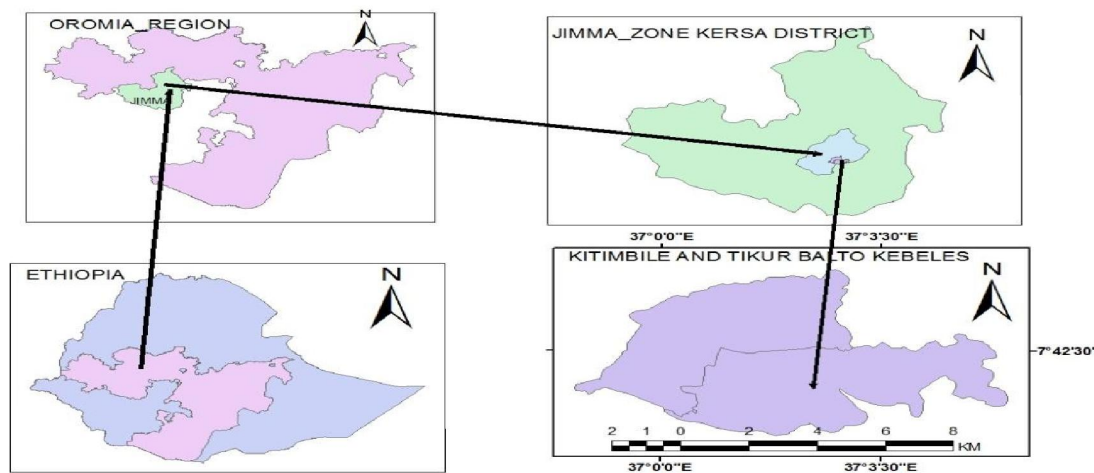 OROMIA_REGION
N
JIMMA
JIMMA_ZONE KERSA DISTRICT
N
37°0'0"E 37°3'30"E
ETHIOPIA
N
KITIMBILE AND TIKUR BALTO KEBELES
N
7°42'30"
2 1 0 2 4 6 8
KM
37°0'0"E 37°3'30"E